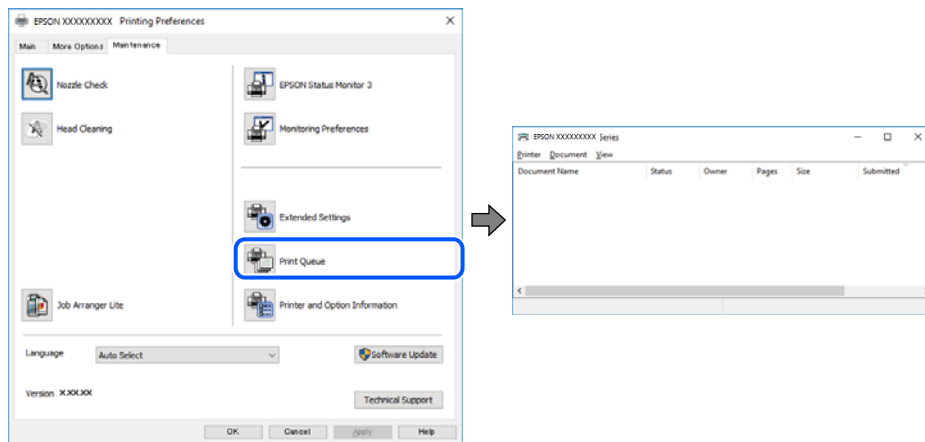 EPSON XXXXXXXXX Printing Preferences
Main More Options Maintenance
Nozzle Check
EPSON Status Monitor 3
Head Cleaning
Monitoring Preferences
Extended Settings
Print Queue
Job Arranger Lite
Printer and Option Information
Language Auto Select Software Update
Version X.XX.XX
Technical Support
OK Cancel Apply Help
EPSON XXXXXXXXXX Series
Printer Document View
Document Name Status Owner Pages Size Submitted